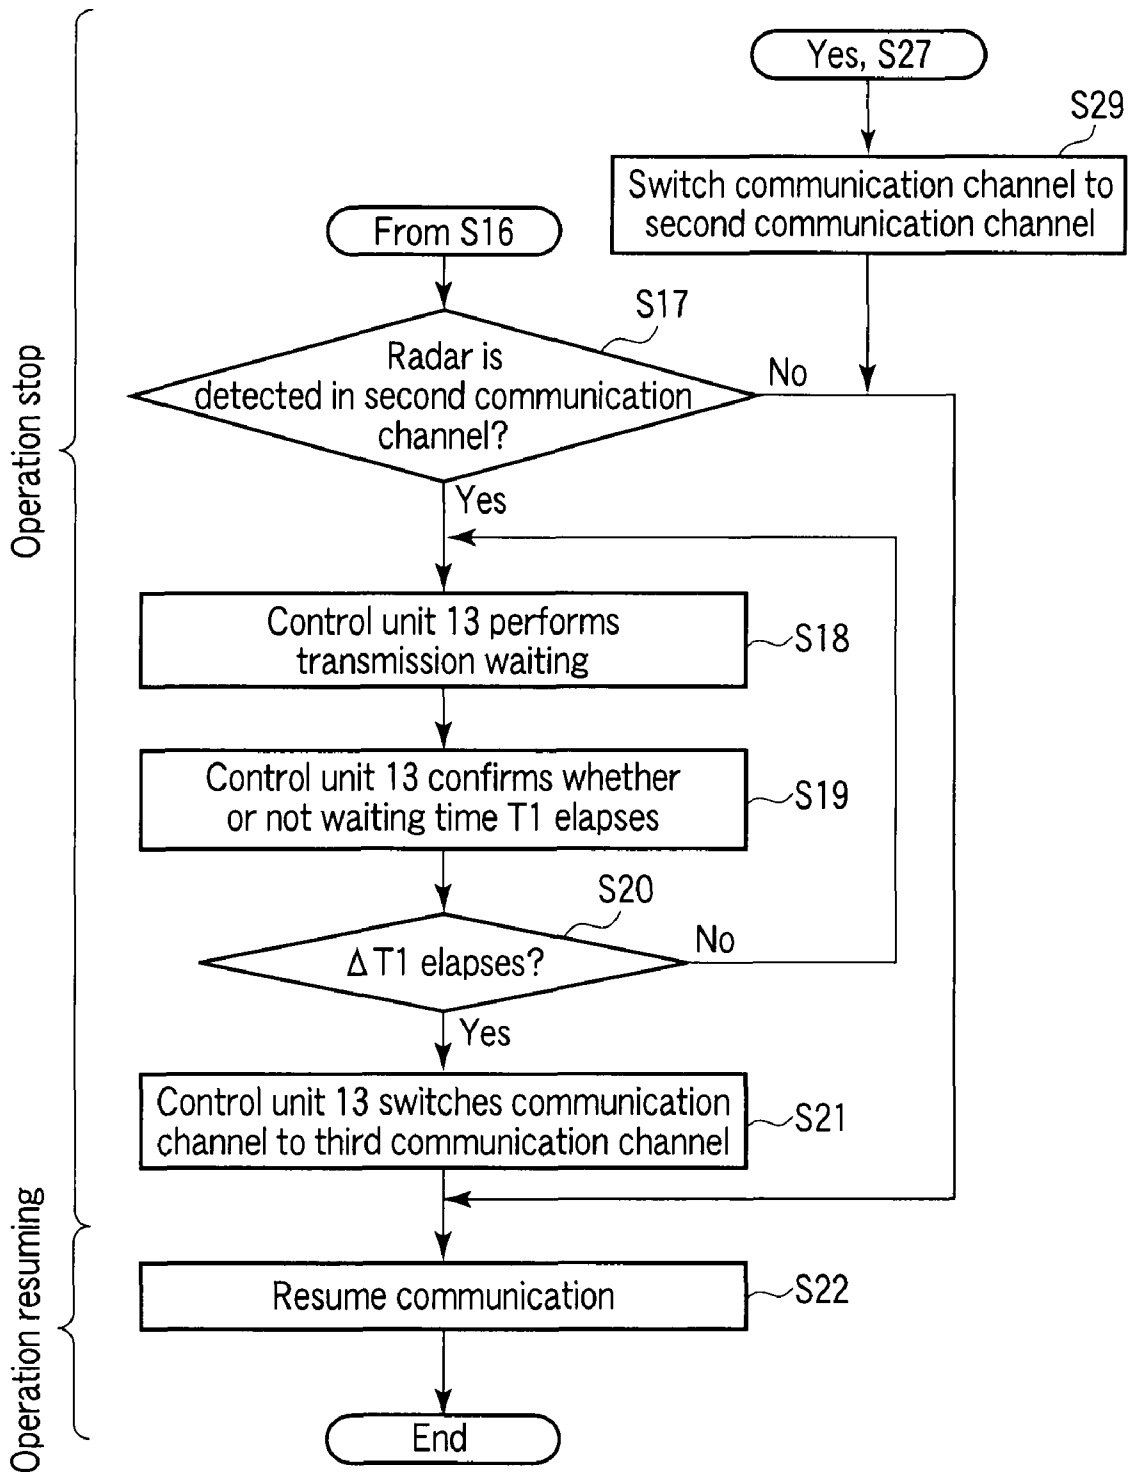 Yes, S27
S29
Switch communication channel to
second communication channel
From S16
S17
Radar is
detected in second communication
channel?
No
Yes
Operation stop
Control unit 13 performs
transmission waiting
S18
Control unit 13 confirms whether
or not waiting time T1 elapses
S19
S20
Δ T1 elapses?
No
Yes
Control unit 13 switches communication
channel to third communication channel
S21
Operation resuming
Resume communication
S22
End